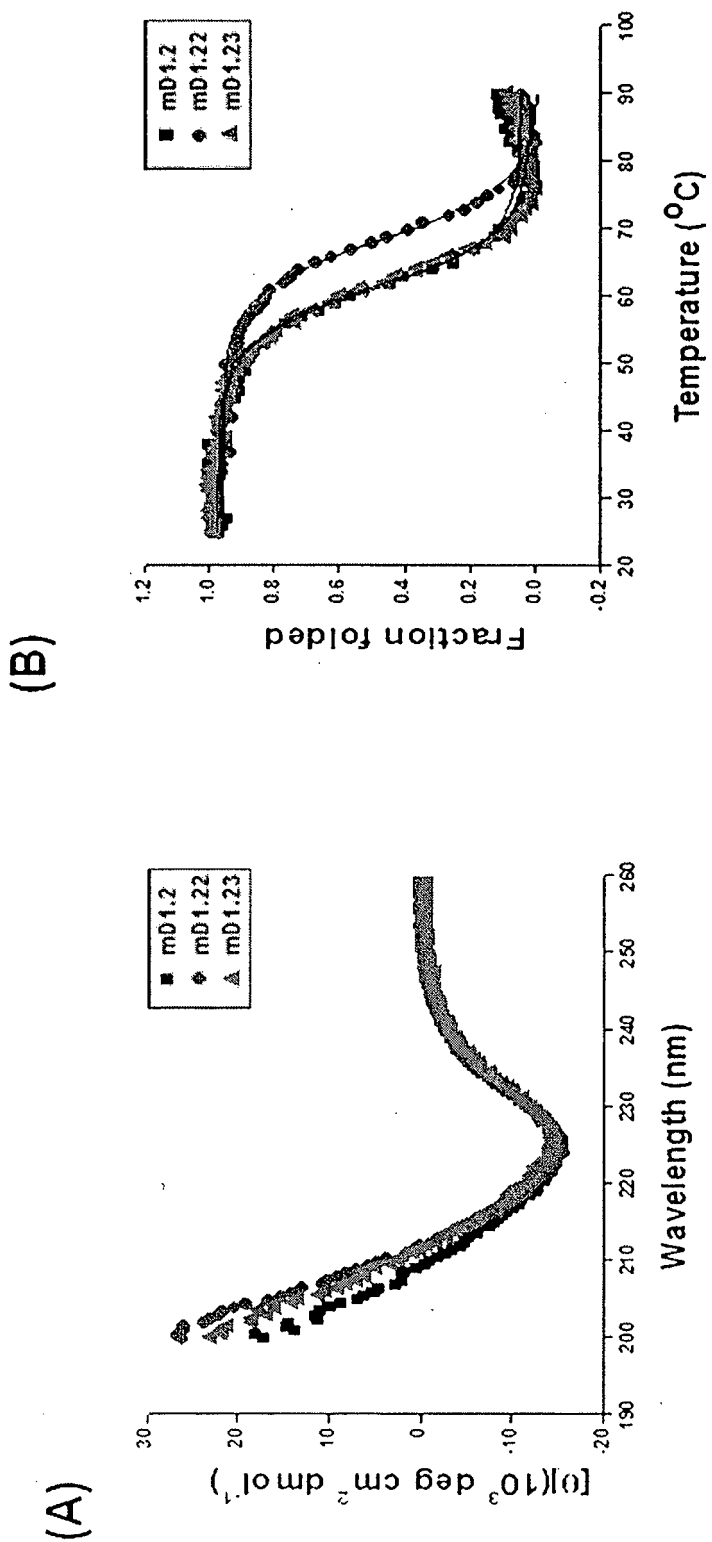 (A)
mD1.2
mD1.22
mD1.23
30
20
10
0
-10
-20
190
200
210
220
230
240
250
260
Wavelength (nm)
[θ](10³ deg cm² dmol⁻¹)
(B)
mD1.2
mD1.22
mD1.23
1.2
1.0
0.8
0.6
0.4
0.2
0.0
-0.2
20
30
40
50
60
70
80
90
100
Temperature (°C)
Fraction folded